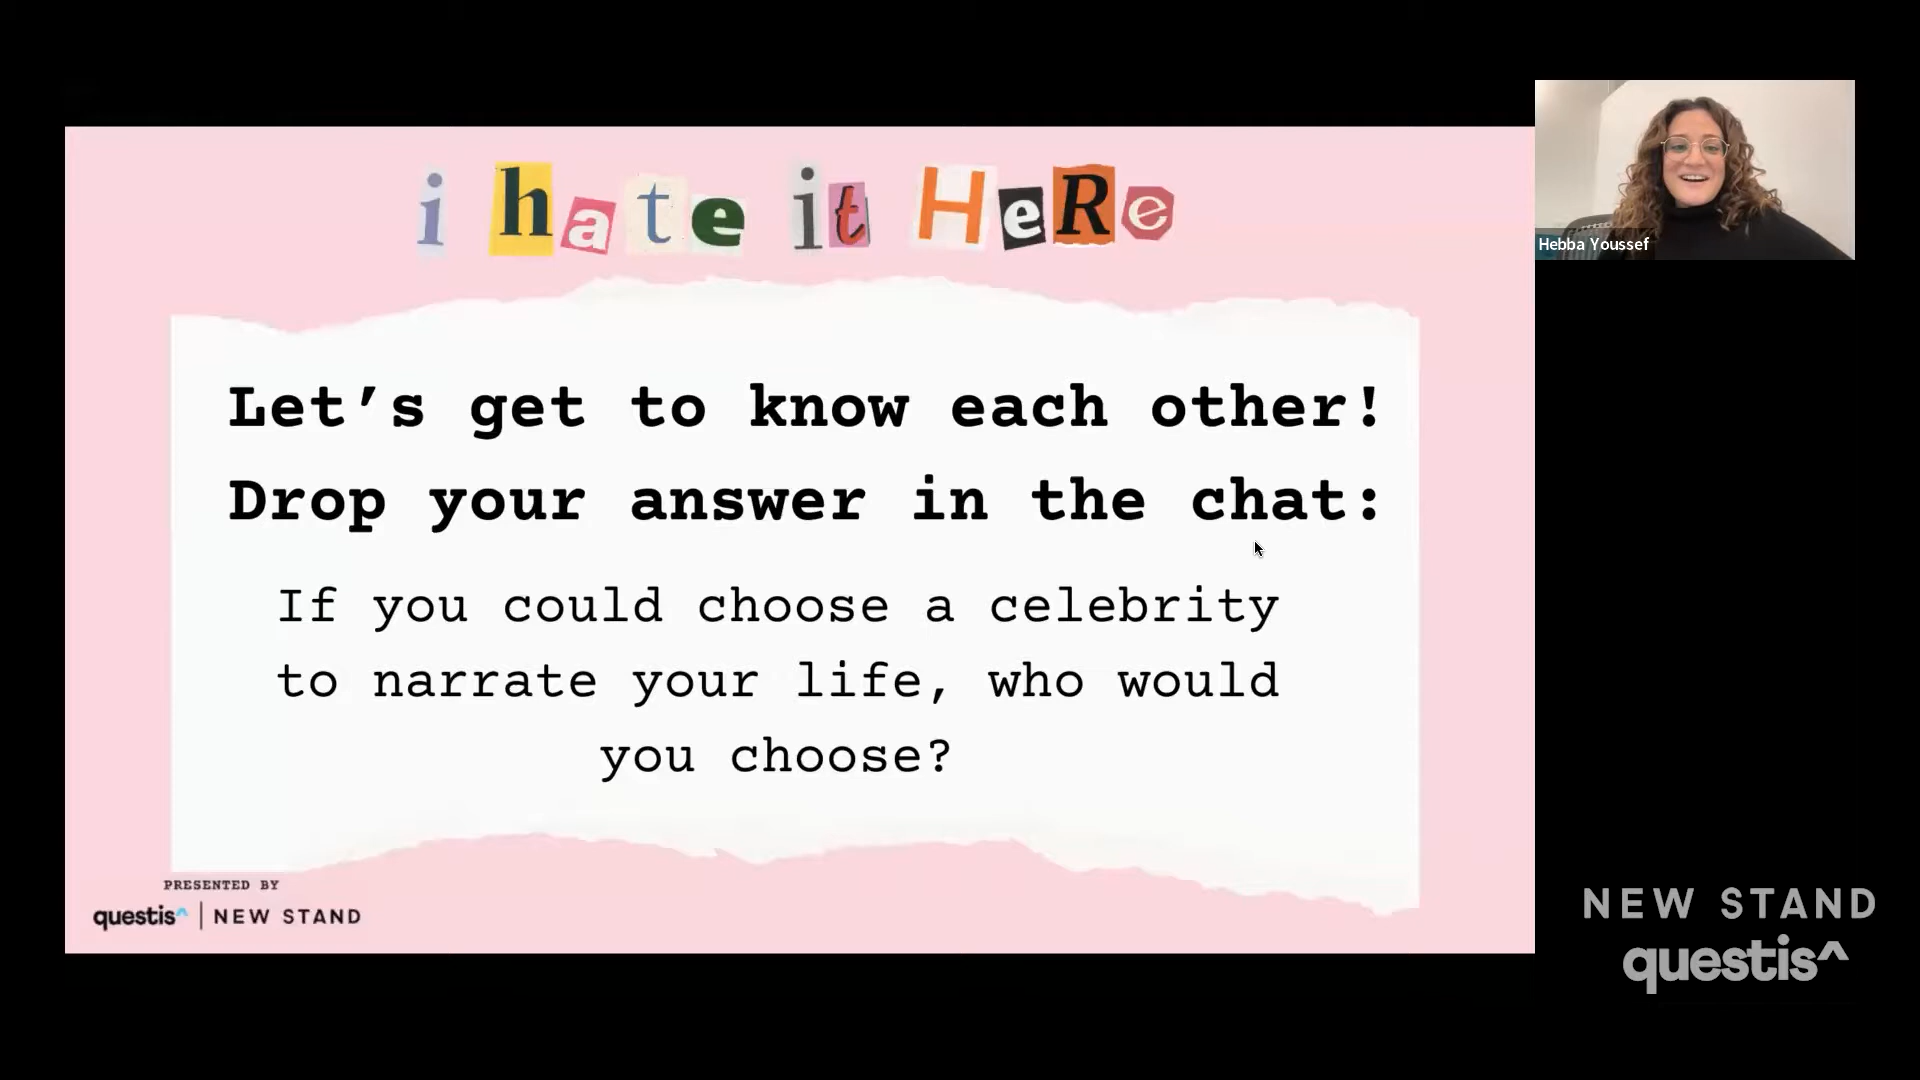 i hate it HeRe
Let’s get to know each other!
Drop your answer in the chat:
If you could choose a celebrity
to narrate your life, who would
you choose?
PRESENTED BY
questis^ | NEW STAND
Hebba Youssef
NEW STAND
questis^